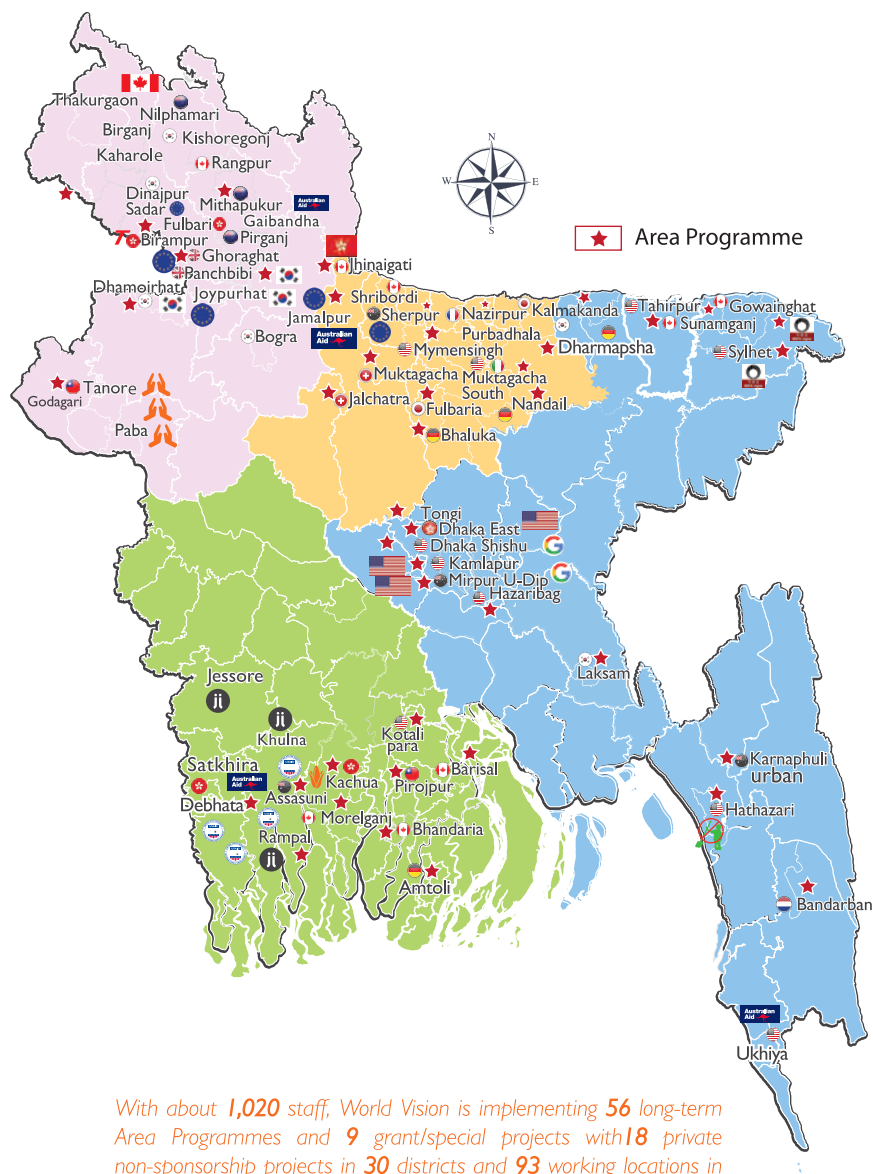 Thakurgaon
Nilphamari
Birganj
Kishoregonj
Kaharole
Rangpur
Dinajpur
Sadar
Mithapukur
Australian
Aid
Fulbari
Gaibandha
Birampur
Pirganj
Ghoraghat
Panchbibi
Jhinaigati
Dhamoirhat
Joypurhat
Jamalpur
Bogra
Tanore
Godagari
Paba
N
W
E
S
Area Programme
Shribordi
Sherpur
Nazirpur
Kalmakanda
Tahirpur
Gowainghat
Sunamganj
Purbadhala
Australian
Aid
Mymensingh
Dharmapsha
Sylhet
Muktagacha
Muktagacha
South
Jalchatra
Fulbaria
Nandail
Bhaluka
Tongi
Dhaka East
Dhaka Shishu
Kamlapur
Mirpur U-Dip
Hazaribag
G
G
Laksam
Jessore
Khulna
Kotali
para
Satkhira
Australian
Aid
Debhata
Assasuni
Kachua
Pirojpur
Barisal
Morelganj
Rampal
Bhandaria
Amtoli
Karnaphuli
urban
Hathazari
Bandarban
Australian
Aid
Ukhiya
With about 1,020 staff, World Vision is implementing 56 long-term
Area Programmes and 9 grant/special projects with18 private
non-sponsorship projects in 30 districts and 93 working locations in